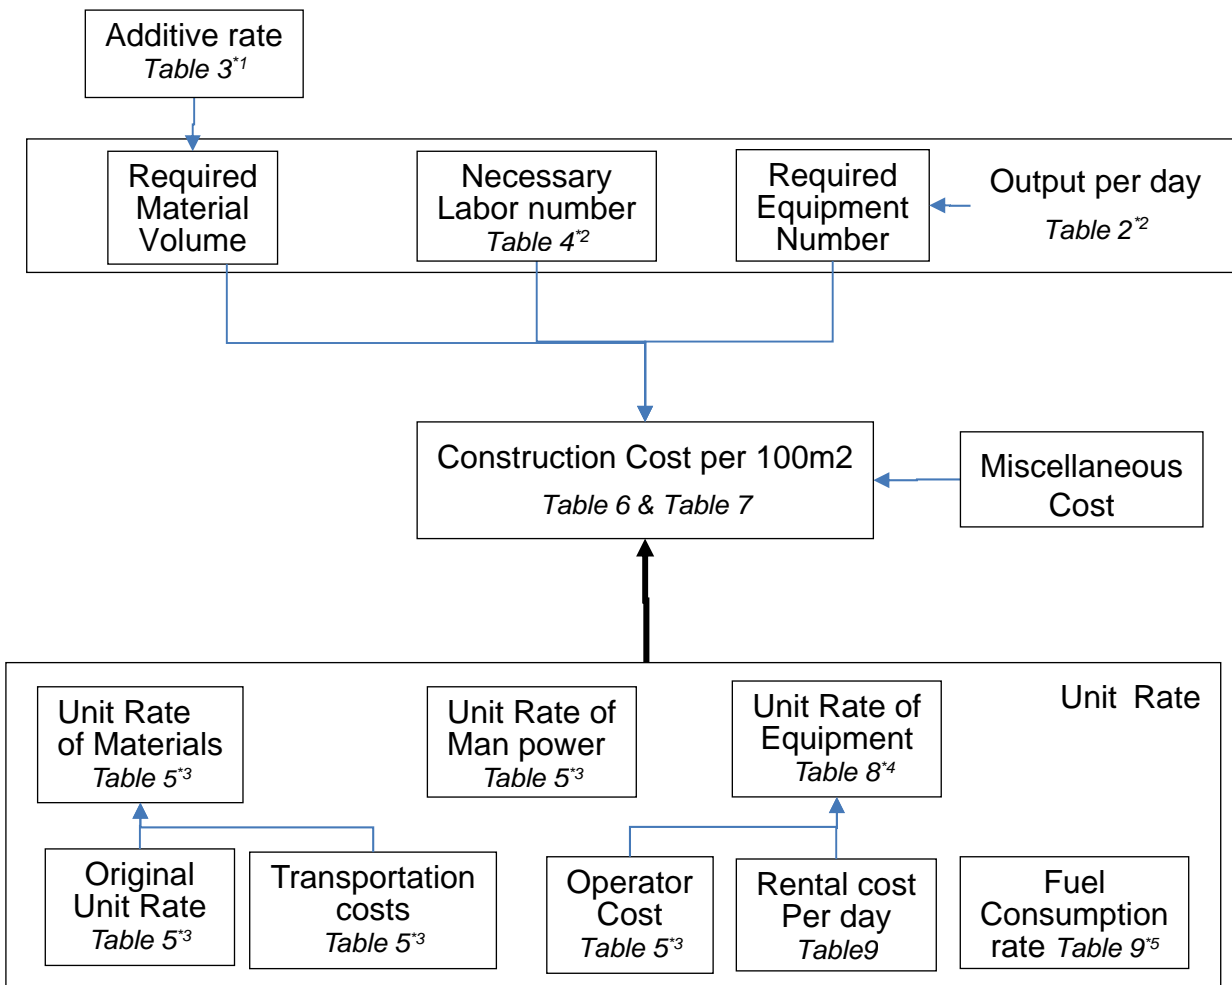 Additive rate
Table 3*1
Required
Material
Volume
Necessary
Labor number
Table 4*2
Required
Equipment
Number
Output per day
Table 2*2
Construction Cost per 100m2
Table 6 & Table 7
Miscellaneous
Cost
Unit Rate
Unit Rate
of Materials
Table 5*3
Unit Rate of
Man power
Table 5*3
Unit Rate of
Equipment
Table 8*4
Original
Unit Rate
Table 5*3
Transportation
costs
Table 5*3
Operator
Cost
Table 5*3
Rental cost
Per day
Table9
Fuel
Consumption
rate Table 9*5